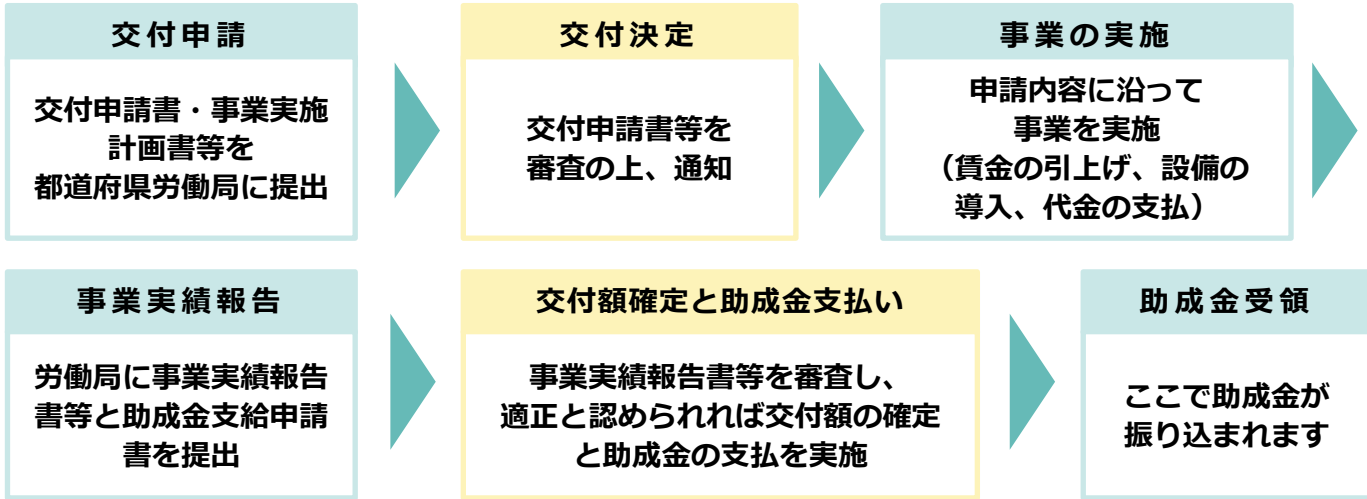 交付申請
交付申請書・事業実施
計画書等を
都道府県労働局に提出
交付決定
交付申請書等を
審査の上、通知
事業の実施
申請内容に沿って
事業を実施
（賃金の引上げ、設備の
導入、代金の支払）
事業実績報告
労働局に事業実績報告
書等と助成金支給申請
書を提出
交付額確定と助成金支払い
事業実績報告書等を審査し、
適正と認められれば交付額の確定
と助成金の支払を実施
助成金受領
ここで助成金が
振り込まれます